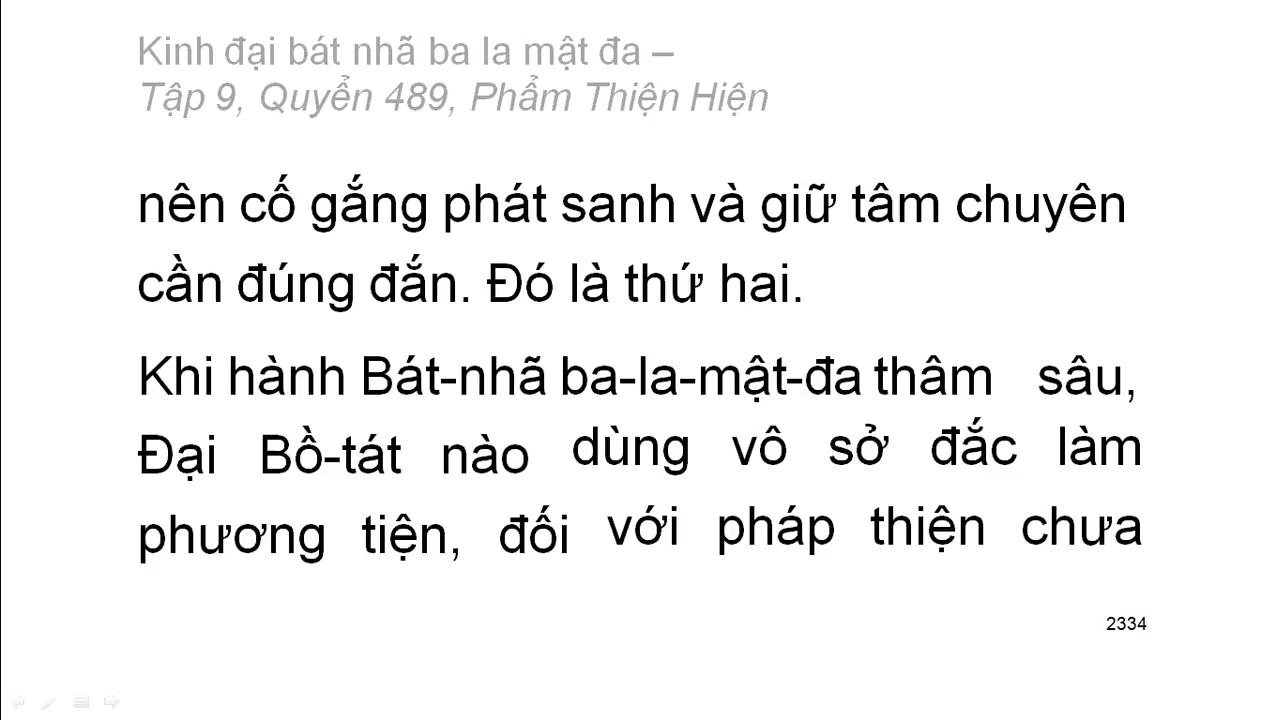 Kinh đại bát nhã ba la mật đa –
Tập 9, Quyển 489, Phẩm Thiện Hiện
nên cố gắng phát sanh và giữ tâm chuyên
cần đúng đắn. Đó là thứ hai.
Khi hành Bát-nhã ba-la-mật-đa thâm sâu,
Đại Bồ-tát nào dùng vô sở đắc làm
phương tiện, đối với pháp thiện chưa
2334